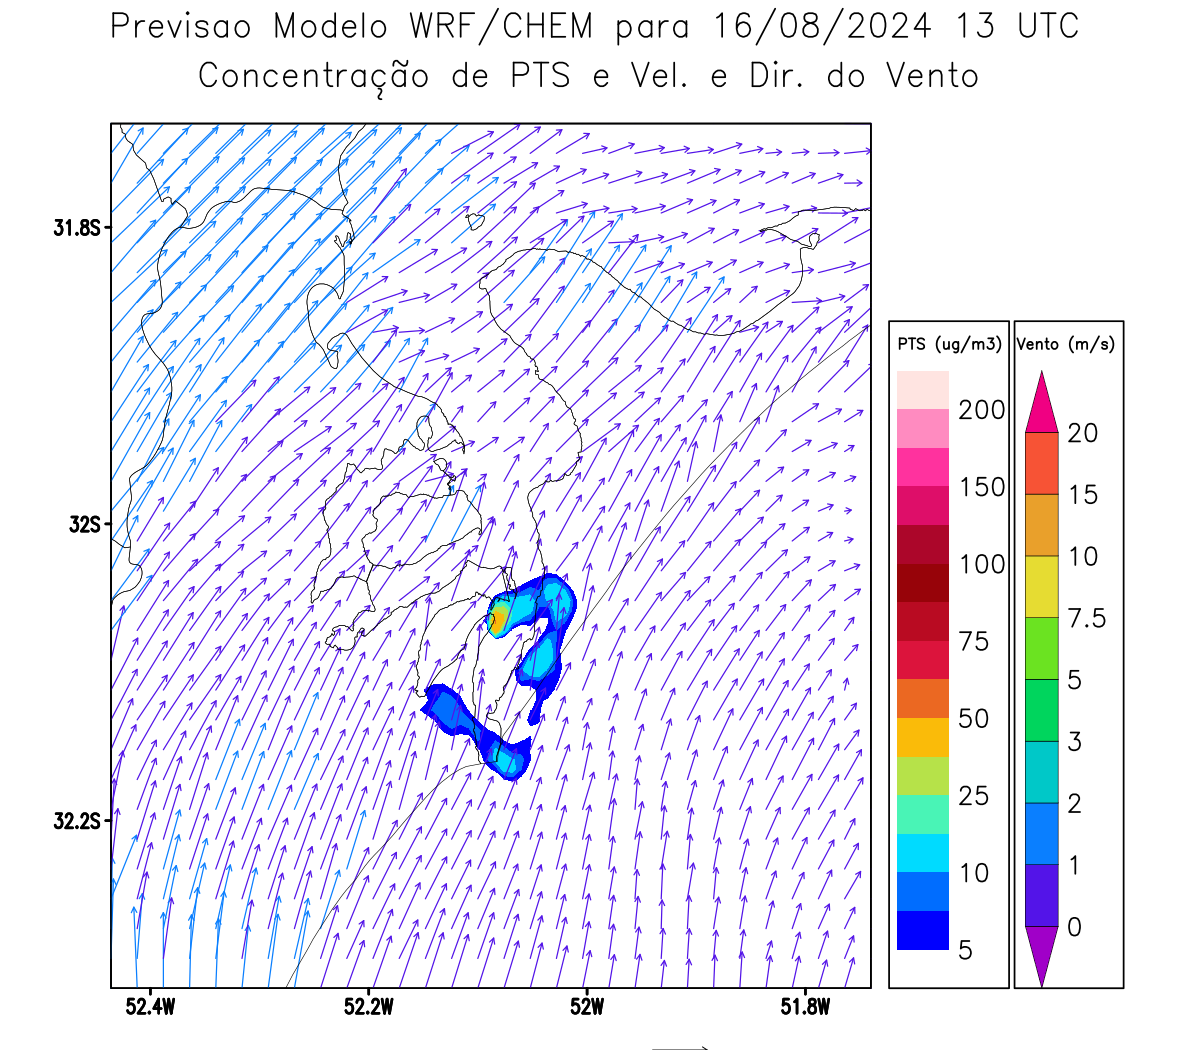 Previsao Modelo WRF/CHEM para 16/08/2024 13 UTC
Concentração de PTS e Vel. e Dir. do Vento
31.8S
32S
32.2S
52.4W
52.2W
52W
51.8W
PTS (ug/m3)
200
150
100
75
50
25
10
5
Vento (m/s)
20
15
10
7.5
5
3
2
1
0